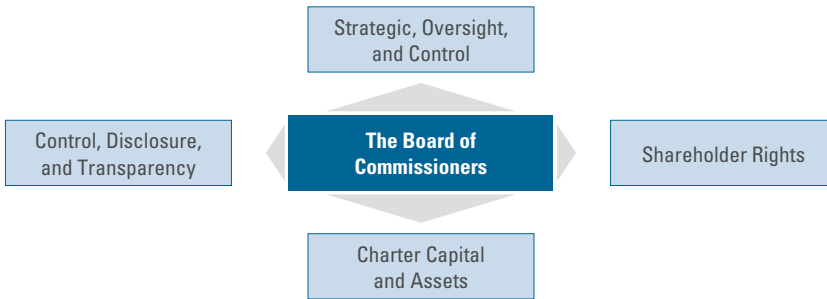 Strategic, Oversight,
and Control
Control, Disclosure,
and Transparency
The Board of
Commissioners
Shareholder Rights
Charter Capital
and Assets